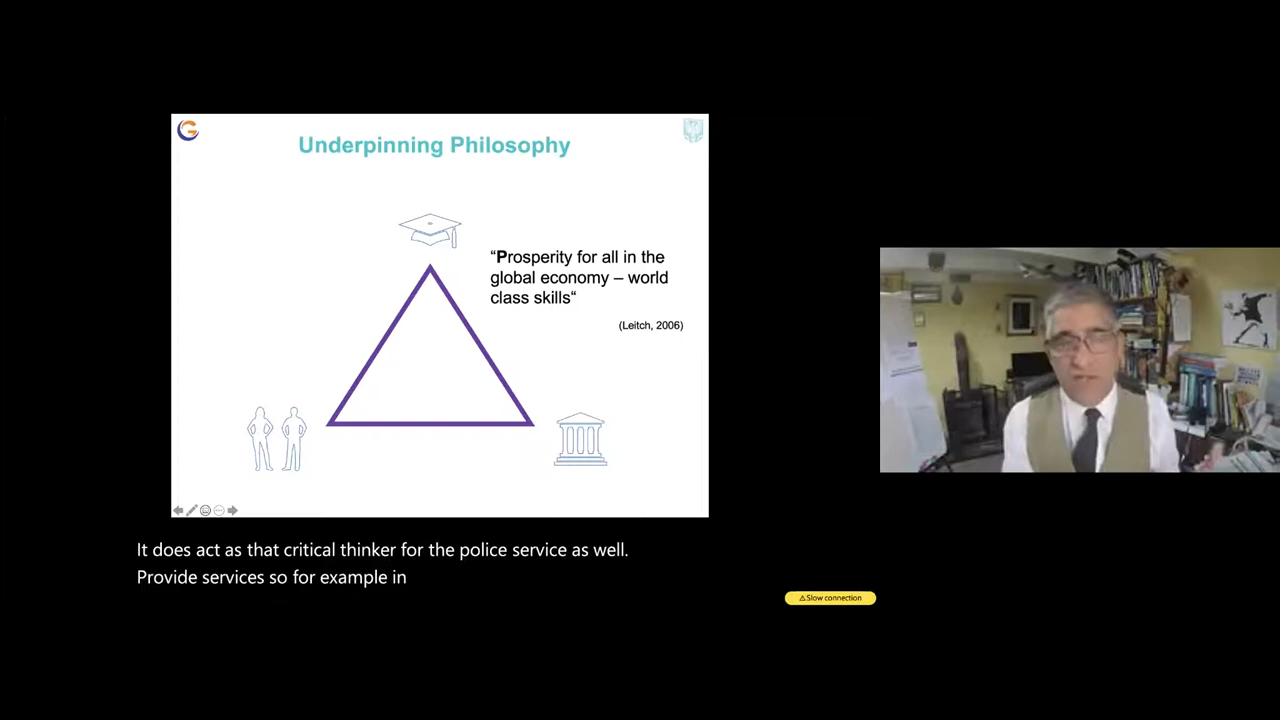 Underpinning Philosophy
“Prosperity for all in the
global economy – world
class skills“
(Leitch, 2006)
It does act as that critical thinker for the police service as well.
Provide services so for example in
⚠Slow connection